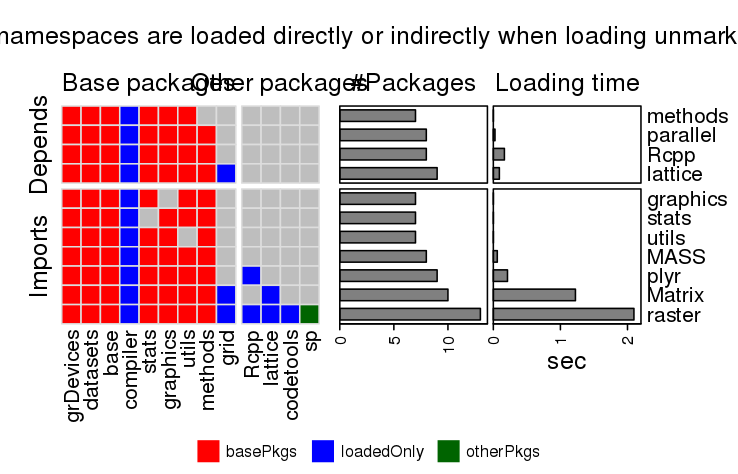 namespaces are loaded directly or indirectly when loading unmark
Base packages Other packages #Packages Loading time
Depends
methods
parallel
Rcpp
lattice
Imports
graphics
stats
utils
MASS
plyr
Matrix
raster
0 5 10
0 1 2
sec
grDevices
datasets
base
compiler
stats
graphics
utils
methods
grid
Rcpp
lattice
codetools
sp
basePkgs loadedOnly otherPkgs